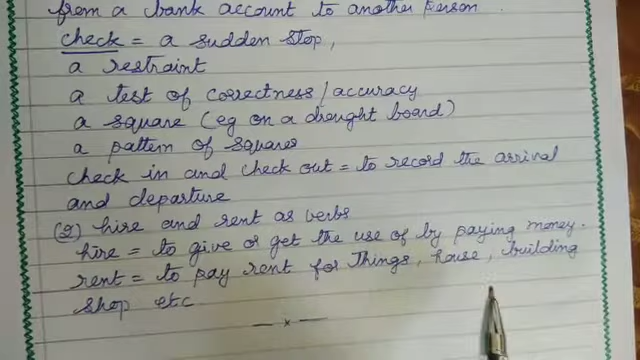 from a bank account to another person.
check = a sudden stop,
a restraint
a test of correctness/accuracy
a square (eg on a drought board)
a pattern of squares
check in and check out = to record the arrival
and departure
(9) hire and rent as verbs
hire = to give or get the use of by paying money.
rent = to pay rent for things, house, building
shop etc
—x—